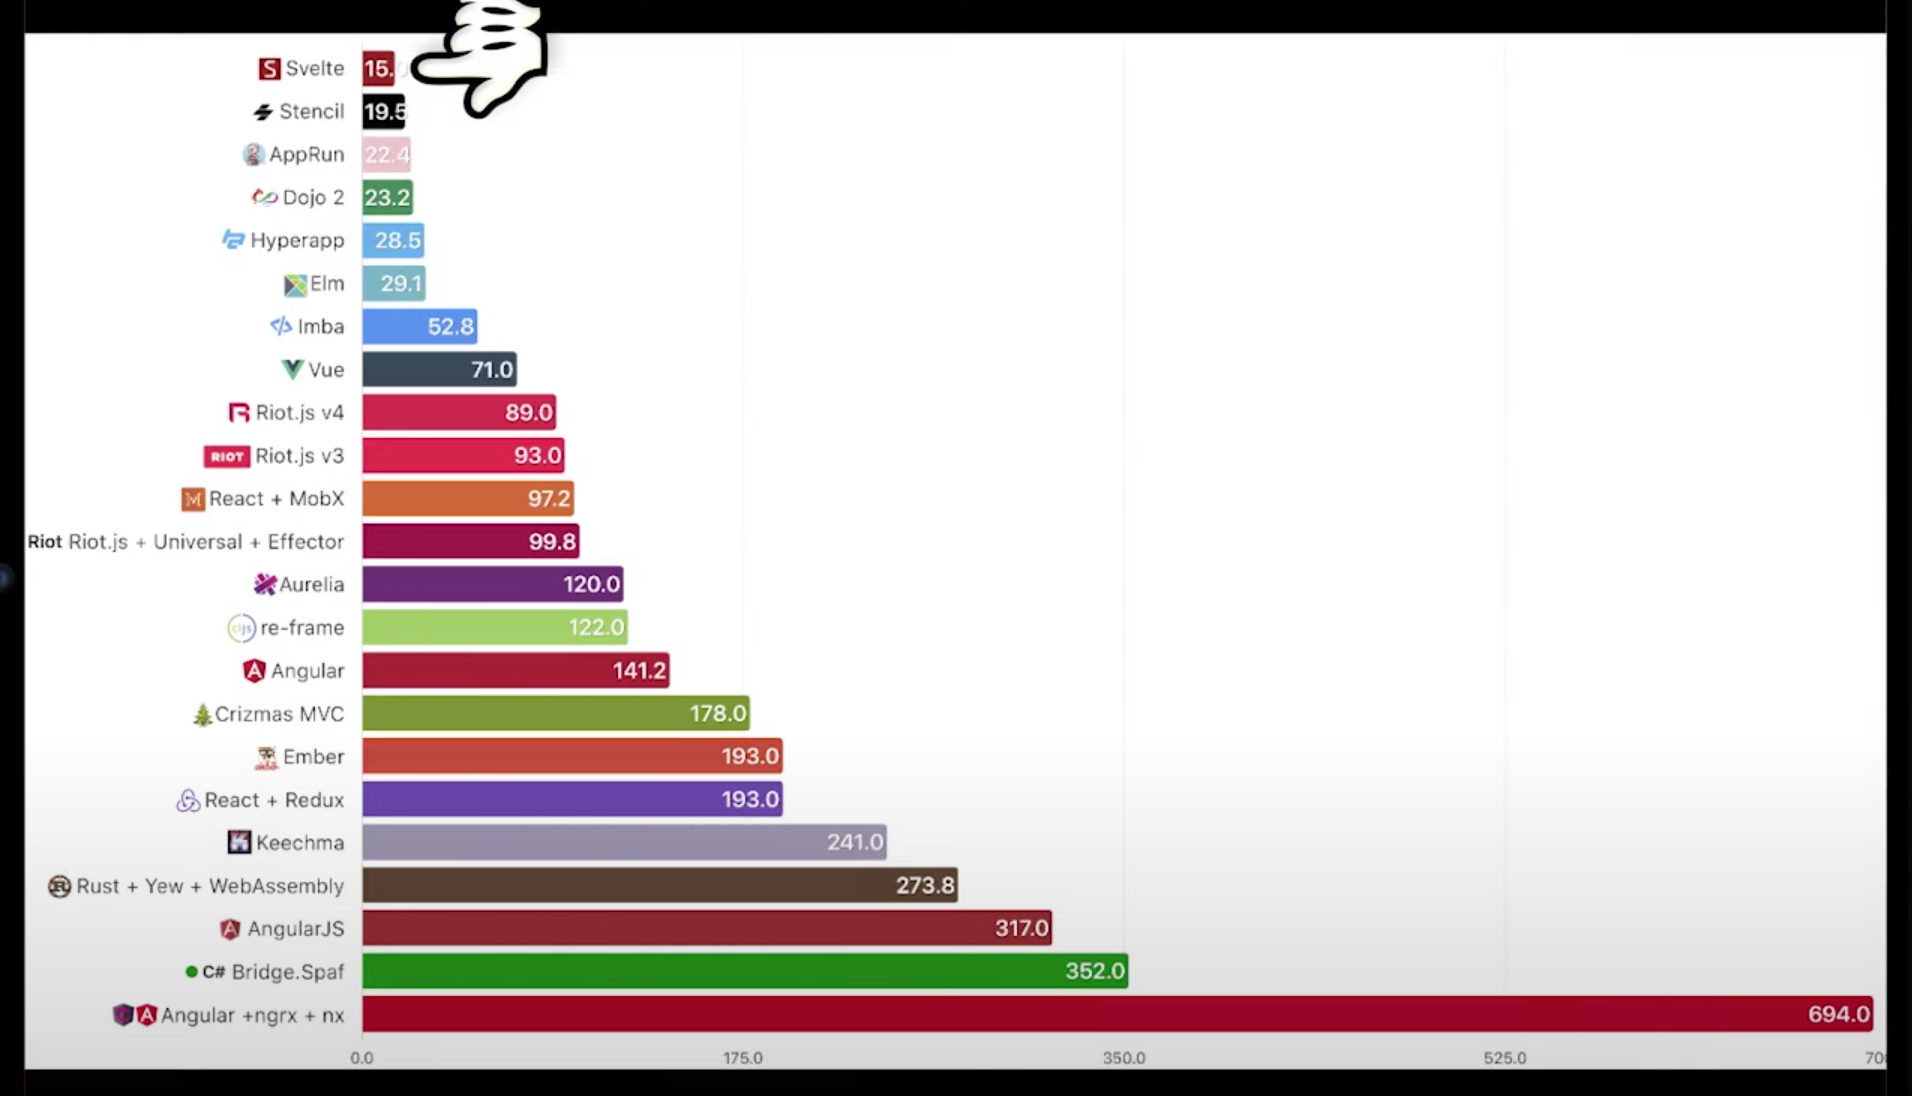 S Svelte 15.0
Stencil 19.5
AppRun 22.4
Dojo 2 23.2
Hyperapp 28.5
Elm 29.1
</> Imba 52.8
Vue 71.0
Riot.js v4 89.0
RIOT Riot.js v3 93.0
M React + MobX 97.2
Riot Riot.js + Universal + Effector 99.8
Aurelia 120.0
cljs re-frame 122.0
A Angular 141.2
Crizmas MVC 178.0
Ember 193.0
React + Redux 193.0
K Keechma 241.0
R Rust + Yew + WebAssembly 273.8
A AngularJS 317.0
C# Bridge.Spaf 352.0
A Angular +ngrx + nx 694.0
0.0 175.0 350.0 525.0